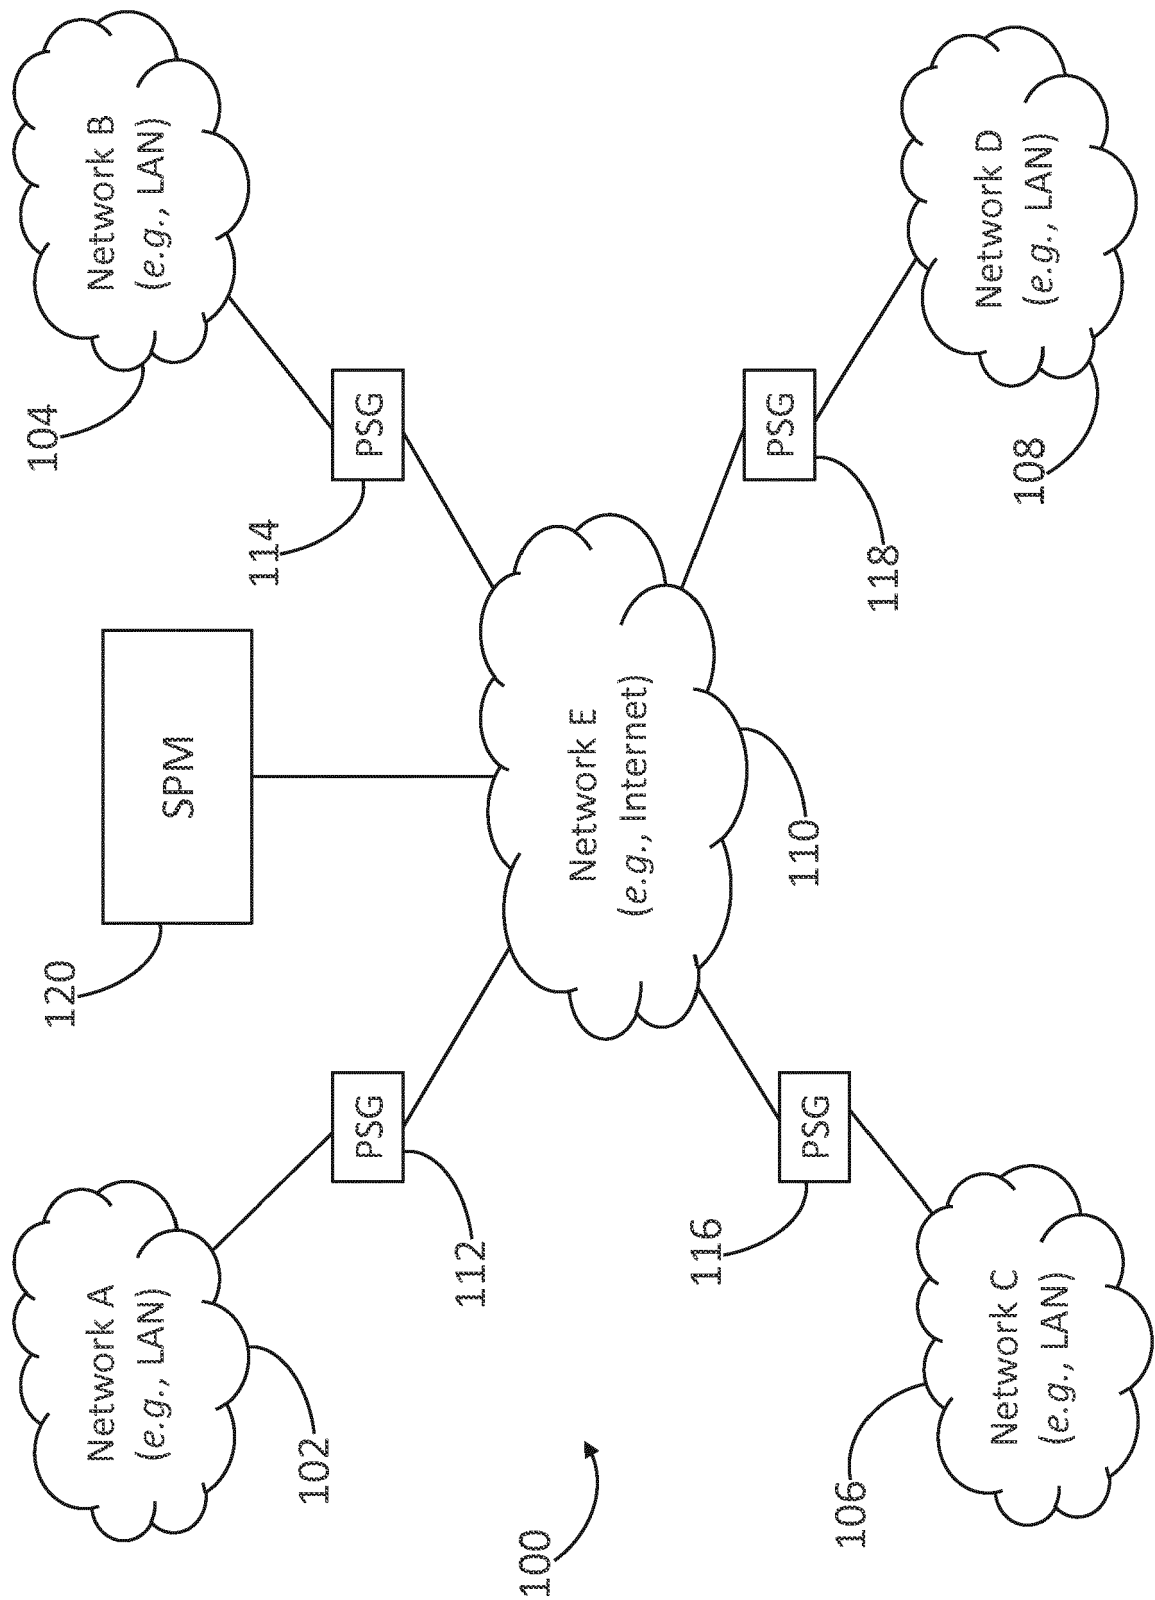 Network A
(e.g., LAN)
102
120
SPM
104
Network B
(e.g., LAN)
PSG
112
114
PSG
Network E
(e.g., Internet)
110
100
116
PSG
PSG
118
106
Network C
(e.g., LAN)
108
Network D
(e.g., LAN)